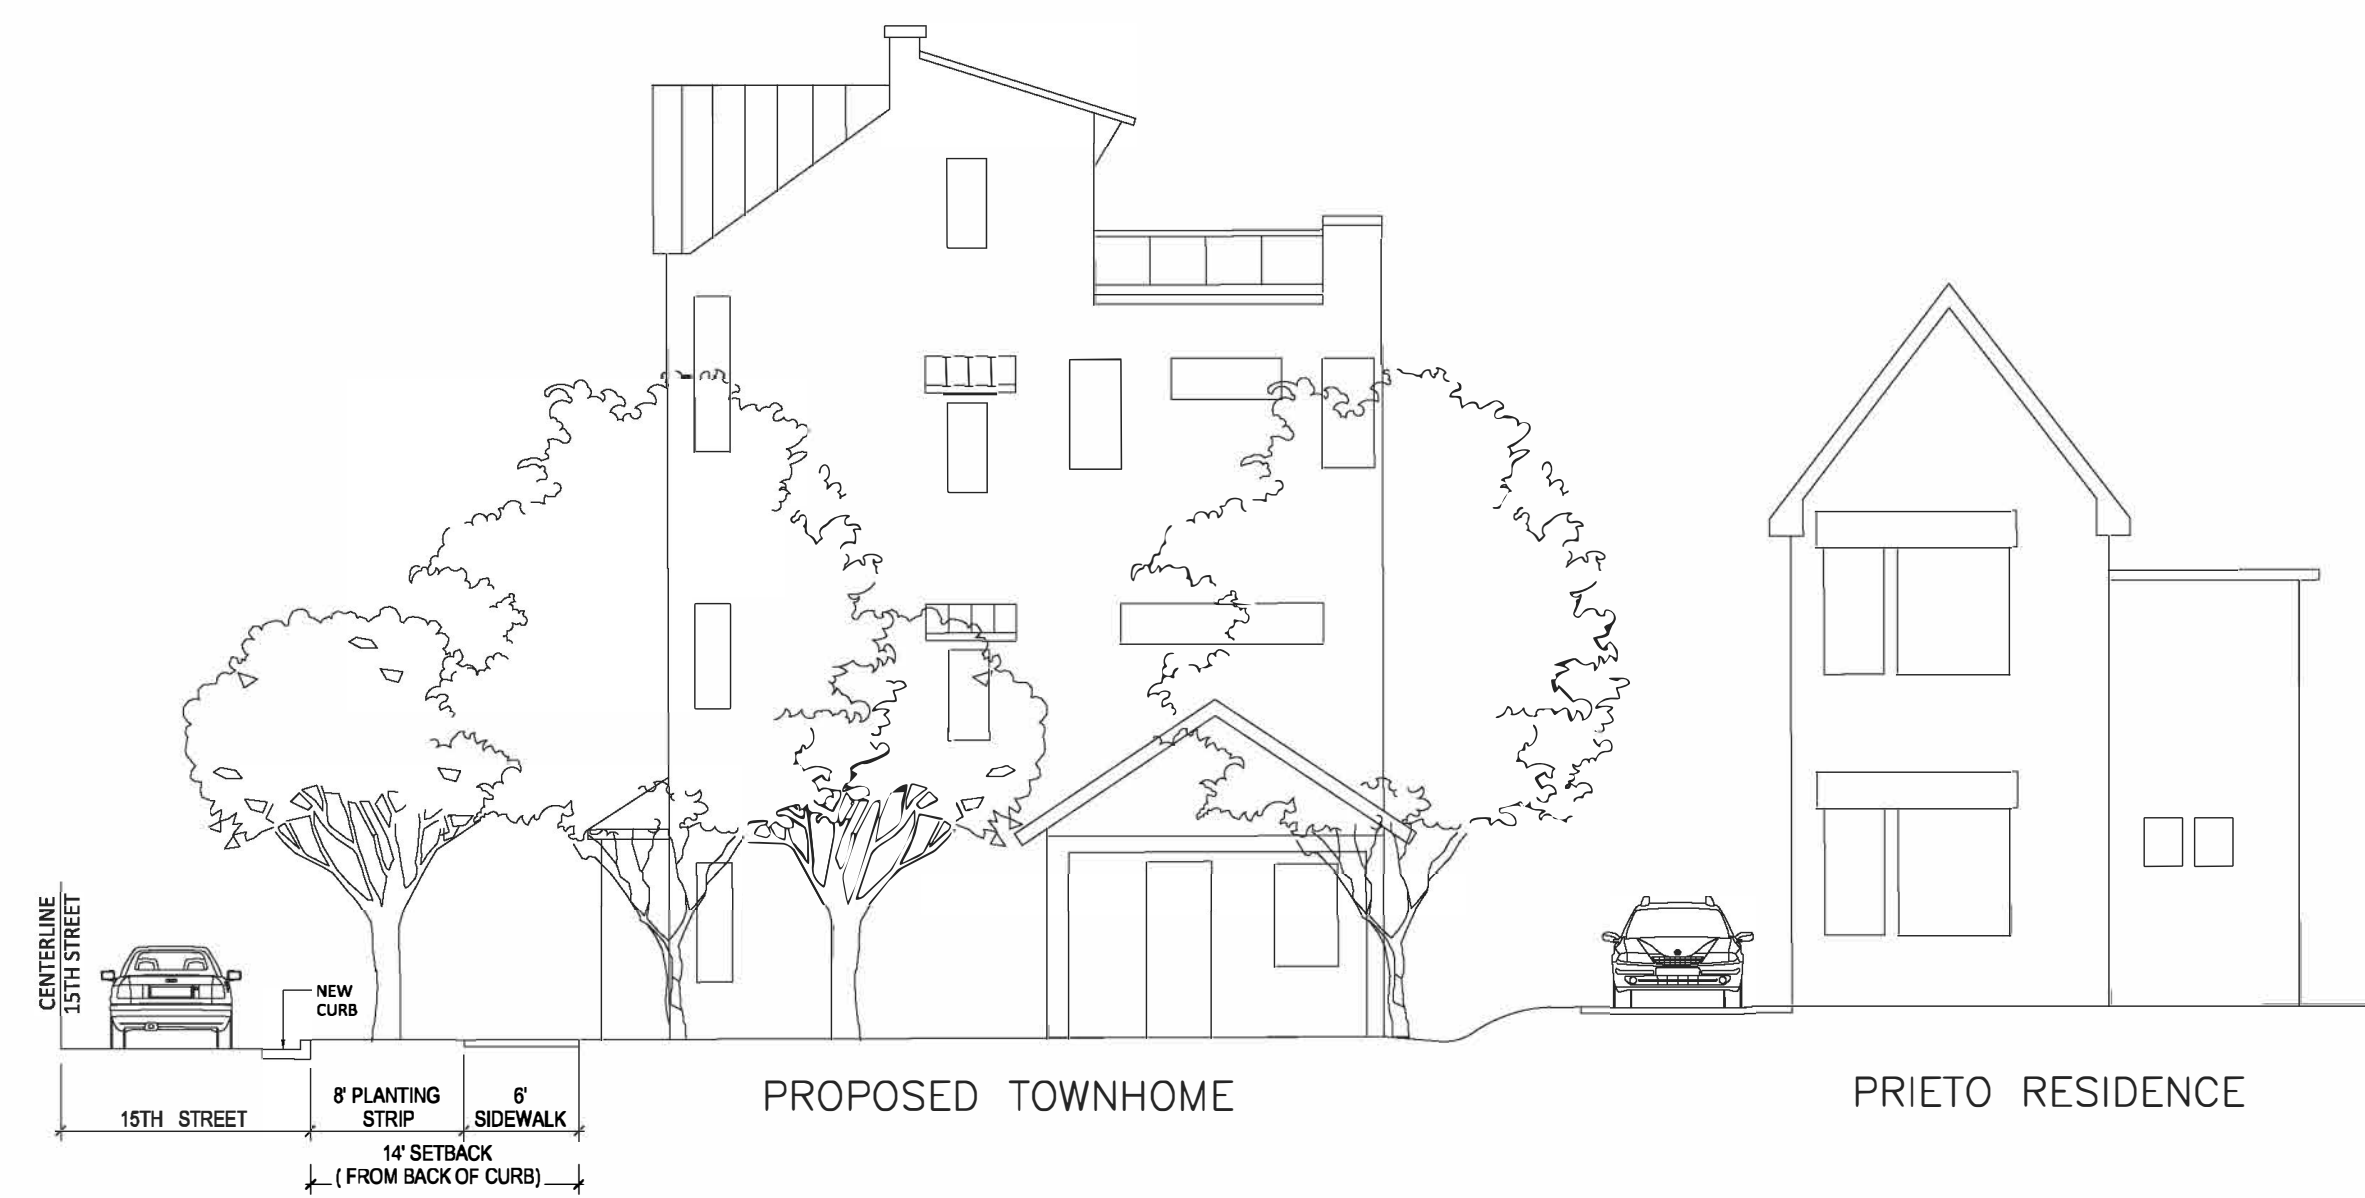 CENTERLINE
15TH STREET
NEW
CURB
8' PLANTING
STRIP
6'
SIDEWALK
15TH STREET
14' SETBACK
( FROM BACK OF CURB)
PROPOSED TOWNHOME
PRIETO RESIDENCE